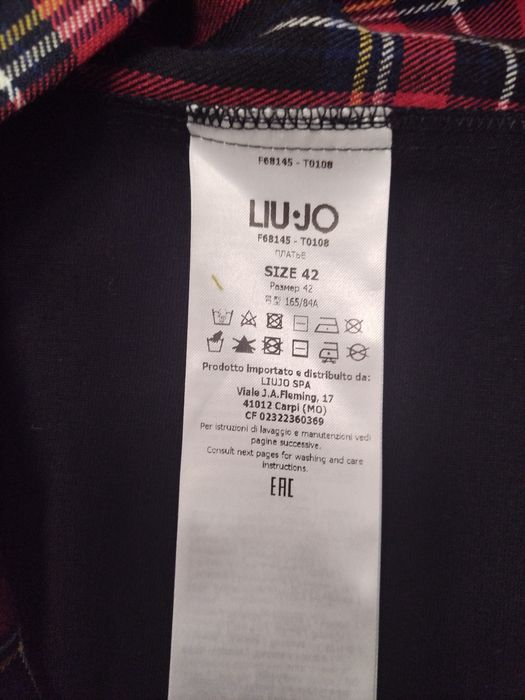 F68145 - T0108
LIU·JO
F68145 - T0108
ПЛАТЬЕ
SIZE 42
Размер 42
165/84A
Prodotto importato e distribuito da:
LIUJO SPA
Viale J.A.Fleming, 17
41012 Carpi (MO)
CF 02322360369
Per istruzioni di lavaggio e manutenzioni vedi
pagine successive.
Consult next pages for washing and care
instructions.
EAC